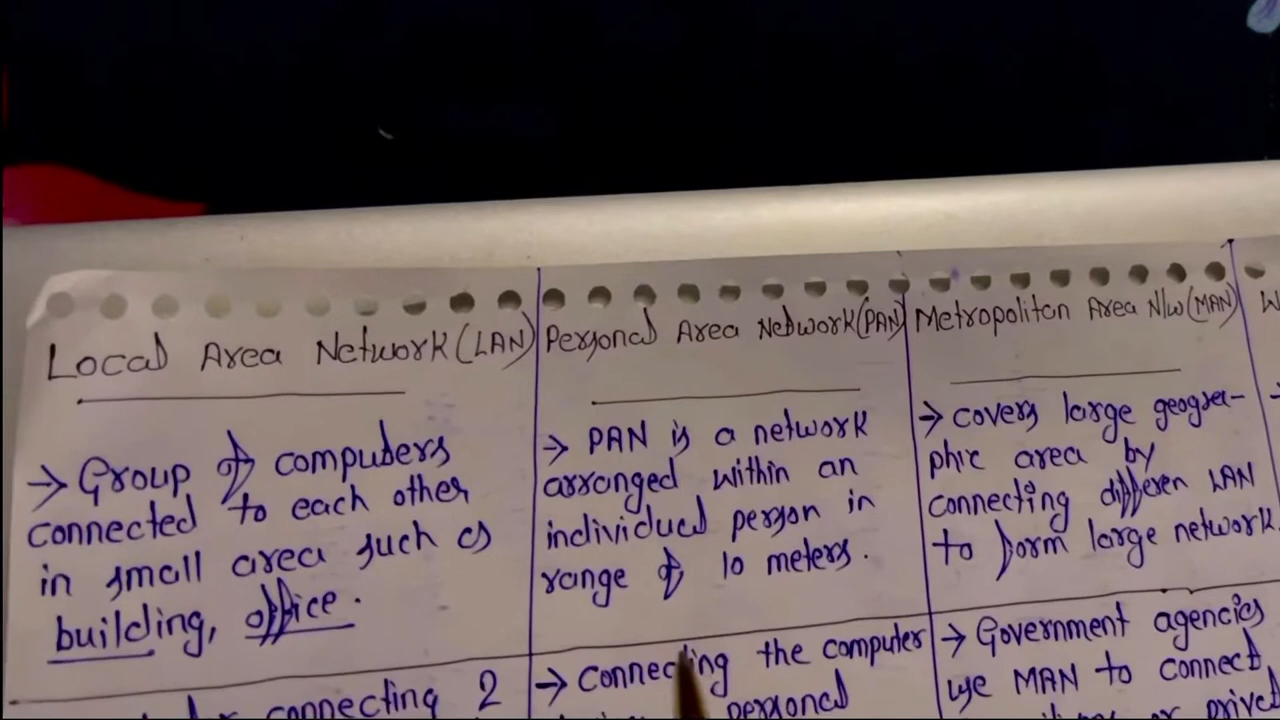 Local Area Network (LAN)
→ Group of computers
connected to each other
in small area such as
building, office.
connecting 2
Personal Area Network (PAN)
→ PAN is a network
arranged within an
individual person in
range of 10 meters.
→ Connecting the computer
personal
Metropolitan Area N/w (MAN)
→ covers large geogra-
phic area by
connecting differen LAN
to form large network
→ Government agencies
use MAN to connect
or
W